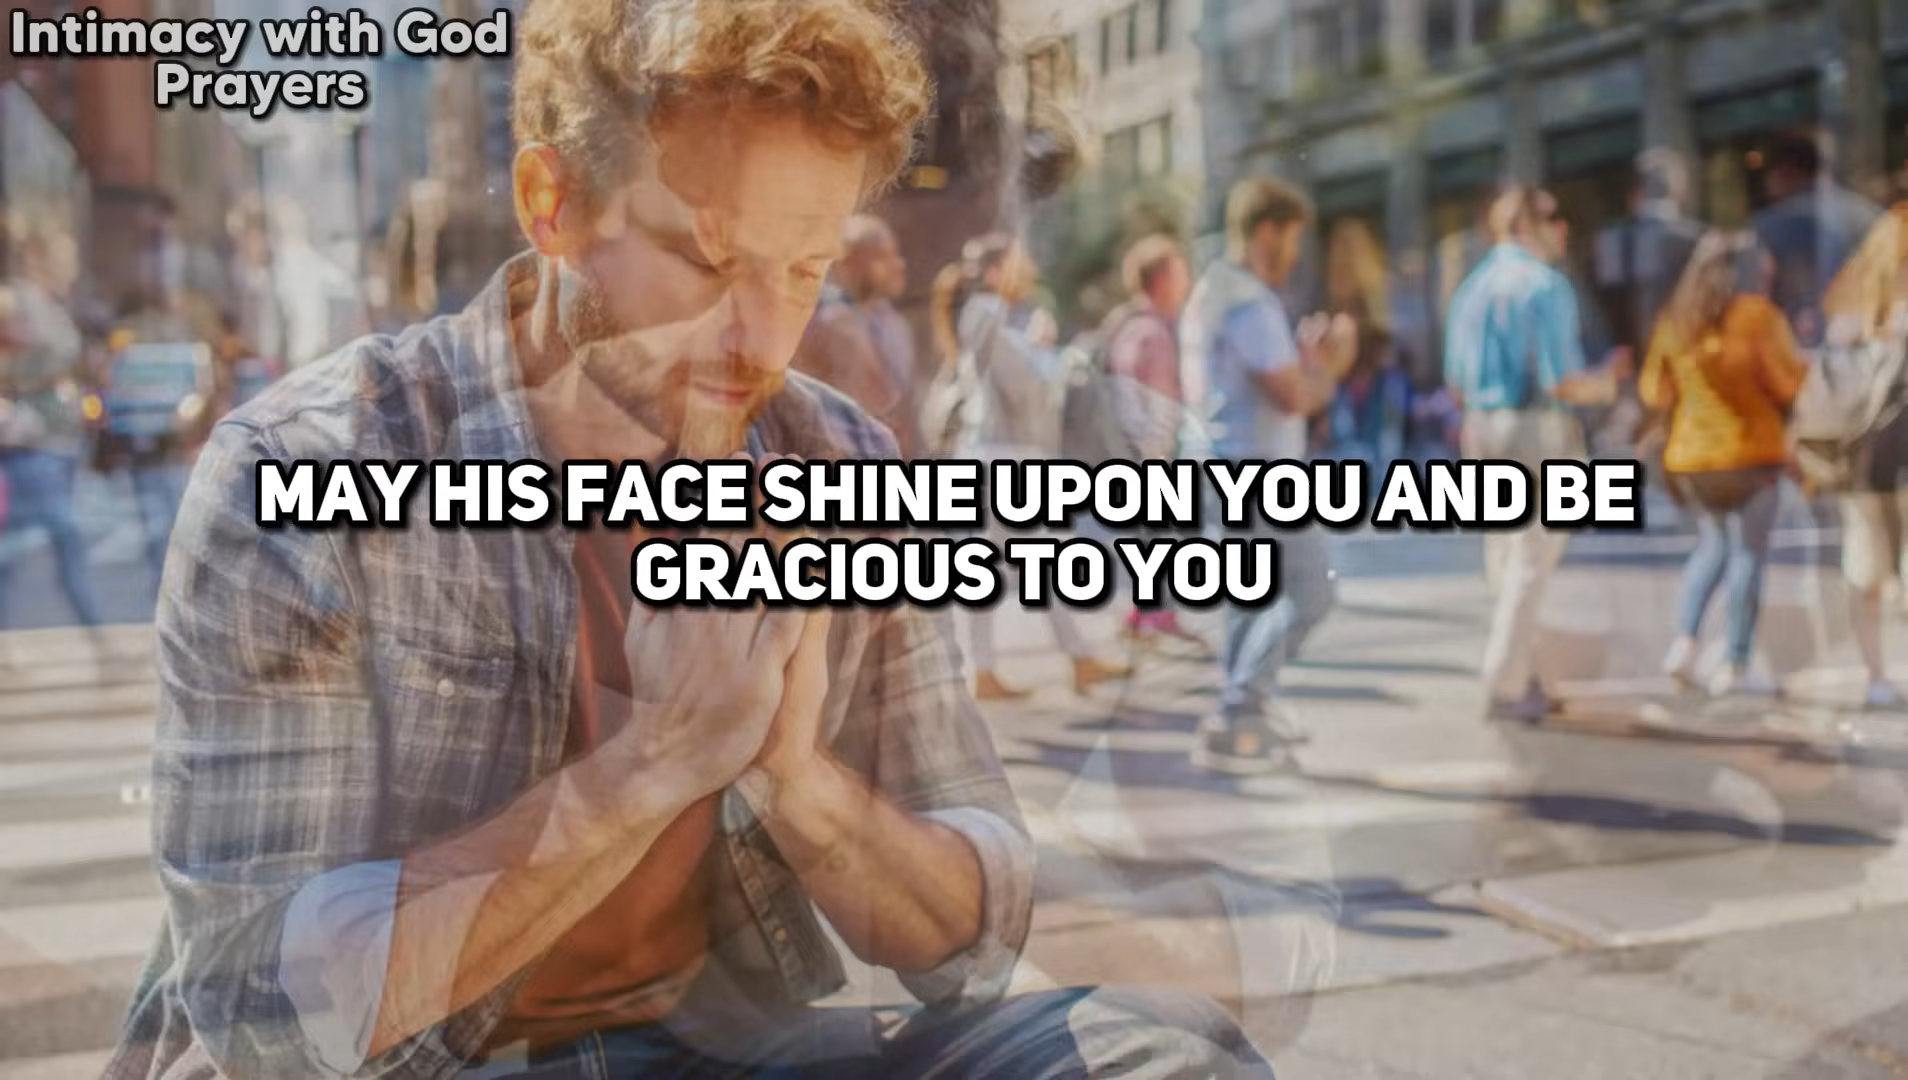 Intimacy with God
Prayers
MAY HIS FACE SHINE UPON YOU AND BE
GRACIOUS TO YOU